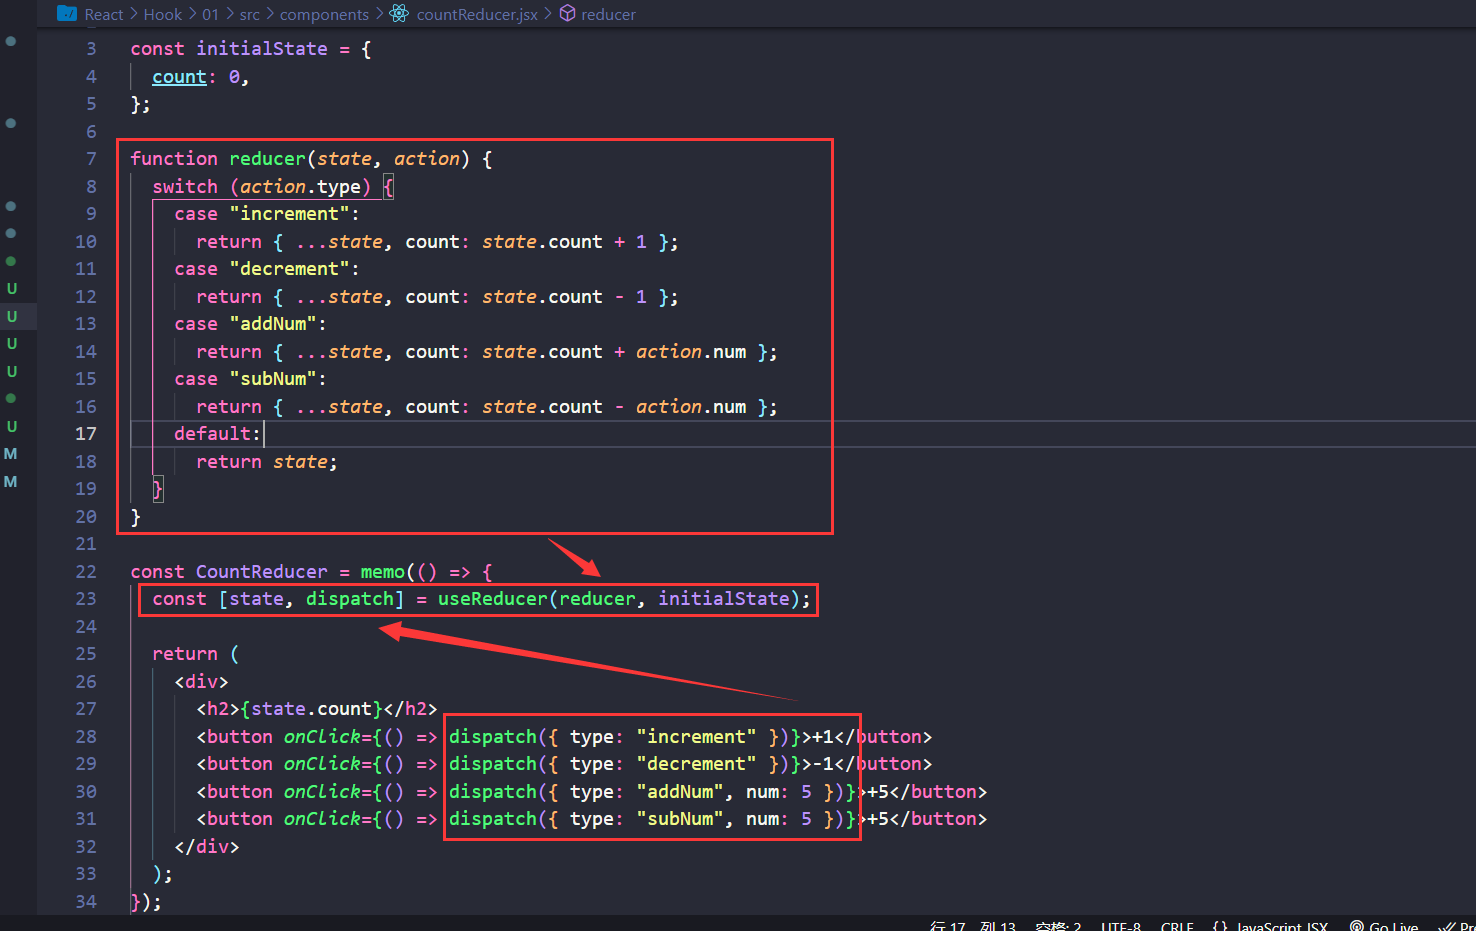 React > Hook > 01 > src > components > countReducer.jsx > reducer
3 const initialState = {
4 count: 0,
5 };
6
7 function reducer(state, action) {
8 switch (action.type) {
9 case "increment":
10 return { ...state, count: state.count + 1 };
11 case "decrement":
12 return { ...state, count: state.count - 1 };
13 case "addNum":
14 return { ...state, count: state.count + action.num };
15 case "subNum":
16 return { ...state, count: state.count - action.num };
17 default:
18 return state;
19 }
20 }
21
22 const CountReducer = memo(() => {
23 const [state, dispatch] = useReducer(reducer, initialState);
24
25 return (
26 <div>
27 <h2>{state.count}</h2>
28 <button onClick={() => dispatch({ type: "increment" })}>+1</button>
29 <button onClick={() => dispatch({ type: "decrement" })}>-1</button>
30 <button onClick={() => dispatch({ type: "addNum", num: 5 })}>+5</button>
31 <button onClick={() => dispatch({ type: "subNum", num: 5 })}>+5</button>
32 </div>
33 );
34 });
U
U
U
U
U
M
M
行 17, 列 13 空格: 2 UTF-8 CRLF {} JavaScript JSX Go Live Pr